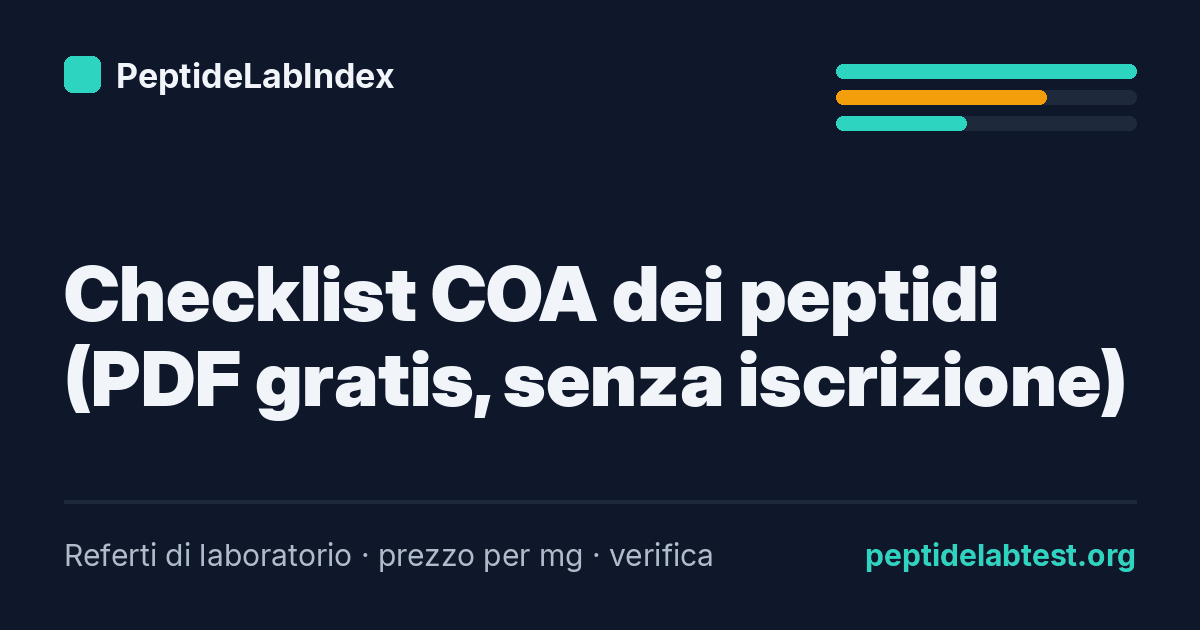 PeptideLabIndex
Checklist COA dei peptidi
(PDF gratis, senza iscrizione)
Referti di laboratorio · prezzo per mg · verifica
peptidelabtest.org